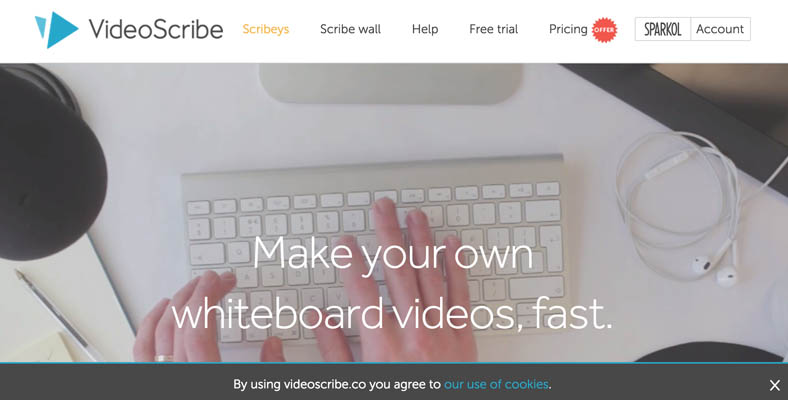 VideoScribe
Scribeys
Scribe wall
Help
Free trial
Pricing
OFFER
SPARKOL
Account
Make your own
whiteboard videos, fast.
By using videoscribe.co you agree to our use of cookies.
X